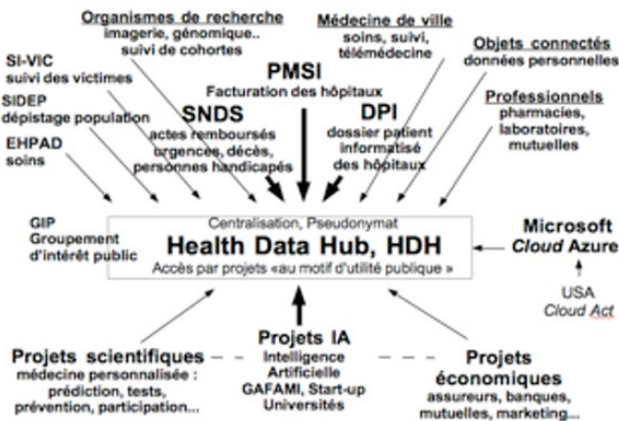 Organismes de recherche
imagerie, génomique..
suivi de cohortes
Médecine de ville
soins, suivi,
télémédecine
Objets connectés
données personnelles
SI-VIC
suivi des victimes
PMSI
Facturation des hôpitaux
Professionnels
pharmacies,
laboratoires,
mutuelles
SIDEP
dépistage population
SNDS
actes remboursés
urgences, décès,
personnes handicapés
DPI
dossier patient
informatisé
des hôpitaux
EHPAD
soins
GIP
Groupement
d'intérêt public
Centralisation, Pseudonymat
Health Data Hub, HDH
Accès par projets «au motif d'utilité publique »
Microsoft
Cloud Azure
USA
Cloud Act
Projets scientifiques
médecine personnalisée :
prédiction, tests,
prévention, participation...
Projets IA
Intelligence
Artificielle
GAFAMI, Start-up
Universités
Projets
économiques
assureurs, banques,
mutuelles, marketing...